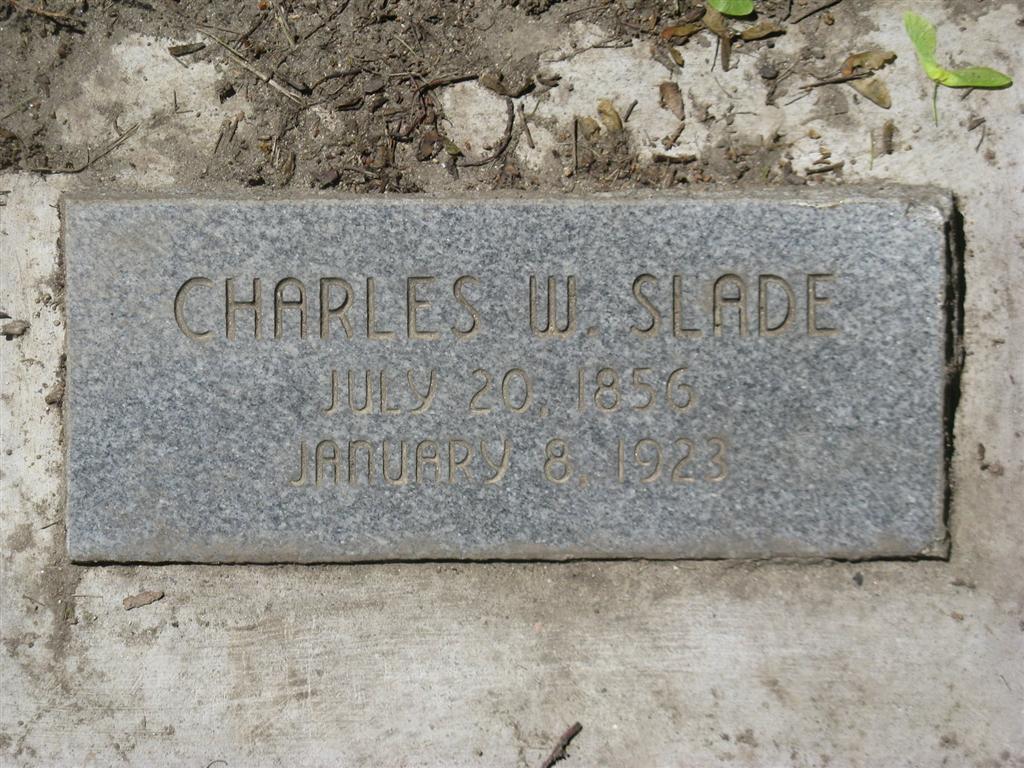 CHARLES W. SLADE
JULY 20, 1856
JANUARY 8, 1923